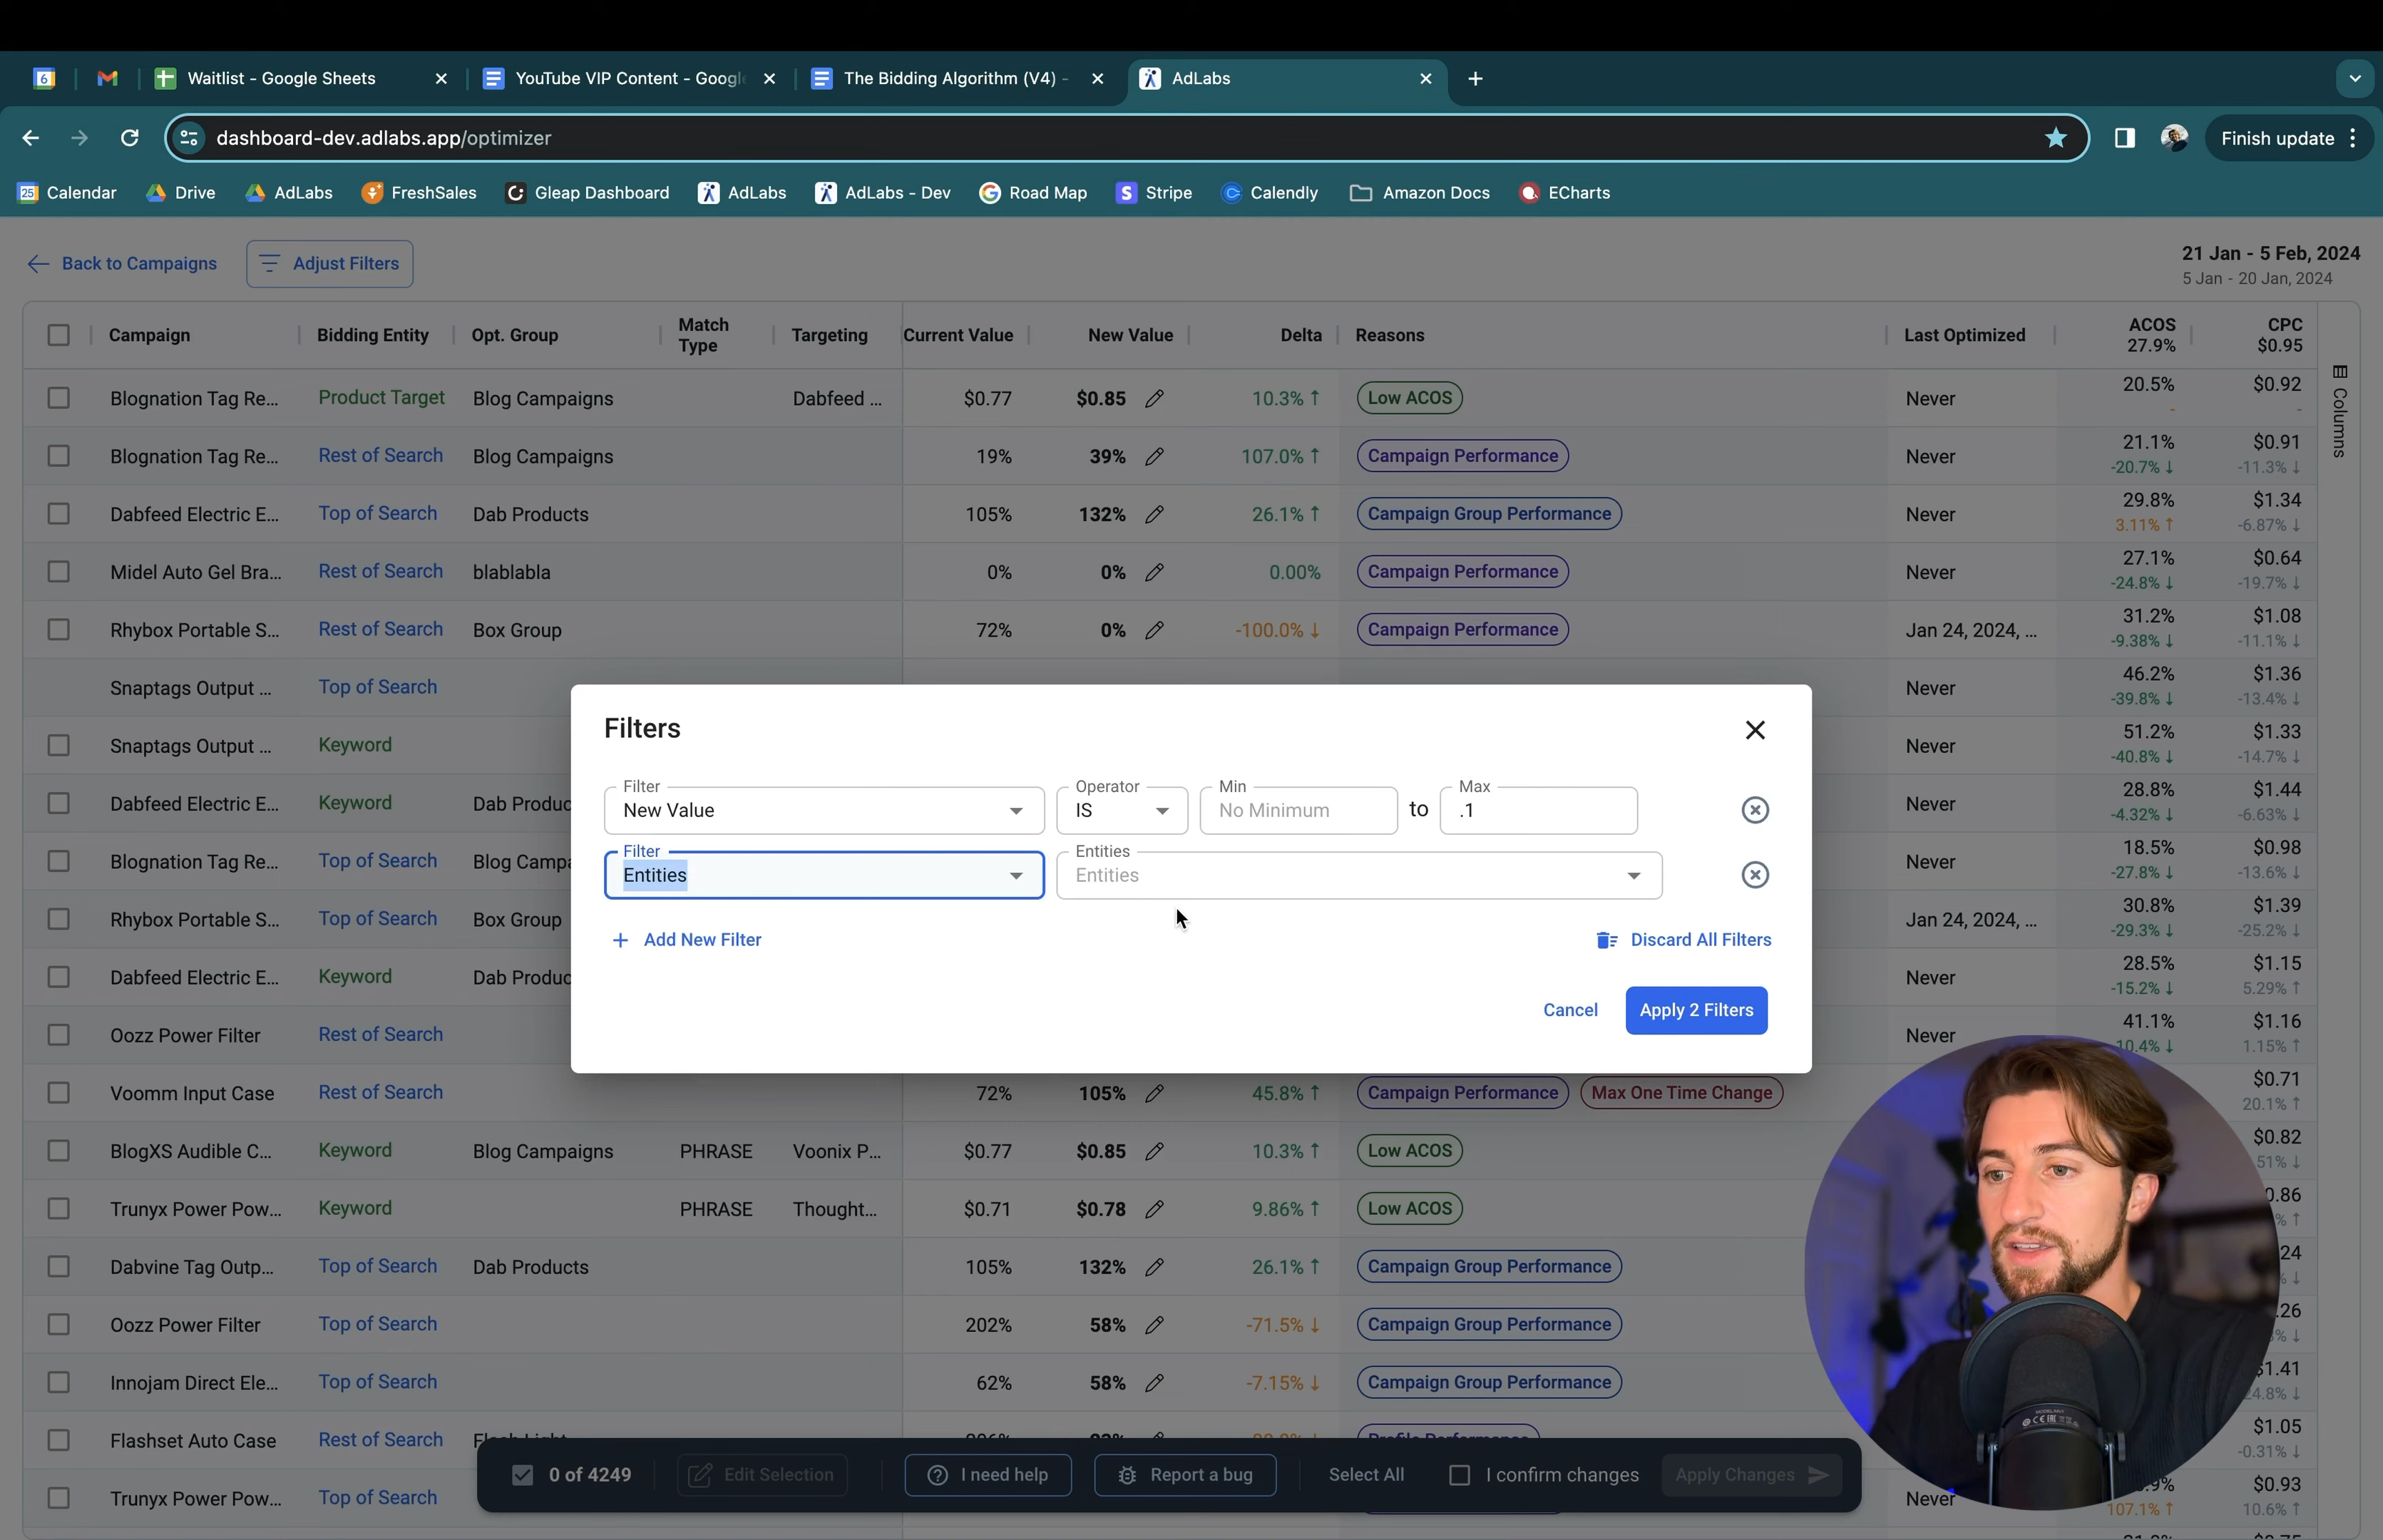 6 Waitlist - Google Sheets YouTube VIP Content - Googl The Bidding Algorithm (V4) - AdLabs
dashboard-dev.adlabs.app/optimizer Finish update
25 Calendar Drive AdLabs FreshSales Gleap Dashboard AdLabs AdLabs - Dev Road Map S Stripe Calendly Amazon Docs ECharts
Back to Campaigns Adjust Filters 21 Jan - 5 Feb, 2024
5 Jan - 20 Jan, 2024
Campaign Bidding Entity Opt. Group Match Type Targeting Current Value New Value Delta Reasons Last Optimized ACOS 27.9% CPC $0.95
Columns
Blognation Tag Re... Product Target Blog Campaigns Dabfeed ... $0.77 $0.85 10.3% ↑ Low ACOS Never 20.5% $0.92
- -
Blognation Tag Re... Rest of Search Blog Campaigns 19% 39% 107.0% ↑ Campaign Performance Never 21.1% $0.91
-20.7% ↓ -11.3% ↓
Dabfeed Electric E... Top of Search Dab Products 105% 132% 26.1% ↑ Campaign Group Performance Never 29.8% $1.34
3.11% ↑ -6.87% ↓
Midel Auto Gel Bra... Rest of Search blablabla 0% 0% 0.00% Campaign Performance Never 27.1% $0.64
-24.8% ↓ -19.7% ↓
Rhybox Portable S... Rest of Search Box Group 72% 0% -100.0% ↓ Campaign Performance Jan 24, 2024, ... 31.2% $1.08
-9.38% ↓ -11.1% ↓
Snaptags Output ... Top of Search Never 46.2% $1.36
-39.8% ↓ -13.4% ↓
Snaptags Output ... Keyword Never 51.2% $1.33
-40.8% ↓ -14.7% ↓
Dabfeed Electric E... Keyword Dab Produc Never 28.8% $1.44
-4.32% ↓ -6.63% ↓
Blognation Tag Re... Top of Search Blog Campa Never 18.5% $0.98
-27.8% ↓ -13.6% ↓
Rhybox Portable S... Top of Search Box Group Jan 24, 2024, ... 30.8% $1.39
-29.3% ↓ -25.2% ↓
Dabfeed Electric E... Keyword Dab Produc Never 28.5% $1.15
-15.2% ↓ 5.29% ↑
Oozz Power Filter Rest of Search Never 41.1% $1.16
10.4% ↓ 1.15% ↑
Filters
Filter Operator Min Max
New Value IS No Minimum to .1
Filter Entities
Entities Entities
Add New Filter Discard All Filters
Cancel Apply 2 Filters
Voomm Input Case Rest of Search 72% 105% 45.8% ↑ Campaign Performance Max One Time Change $0.71
20.1% ↑
BlogXS Audible C... Keyword Blog Campaigns PHRASE Voonix P... $0.77 $0.85 10.3% ↑ Low ACOS $0.82
51% ↓
Trunyx Power Pow... Keyword PHRASE Thought... $0.71 $0.78 9.86% ↑ Low ACOS 0.86
% ↑
Dabvine Tag Outp... Top of Search Dab Products 105% 132% 26.1% ↑ Campaign Group Performance 24
% ↓
Oozz Power Filter Top of Search 202% 58% -71.5% ↓ Campaign Group Performance .26
% ↓
Innojam Direct Ele... Top of Search 62% 58% -7.15% ↓ Campaign Group Performance $1.41
24.8% ↓
Flashset Auto Case Rest of Search $1.05
-0.31% ↓
0 of 4249 Edit Selection I need help Report a bug Select All I confirm changes Apply Changes
Trunyx Power Pow... Top of Search Never .9% $0.93
107.1% ↑ 10.6% ↑